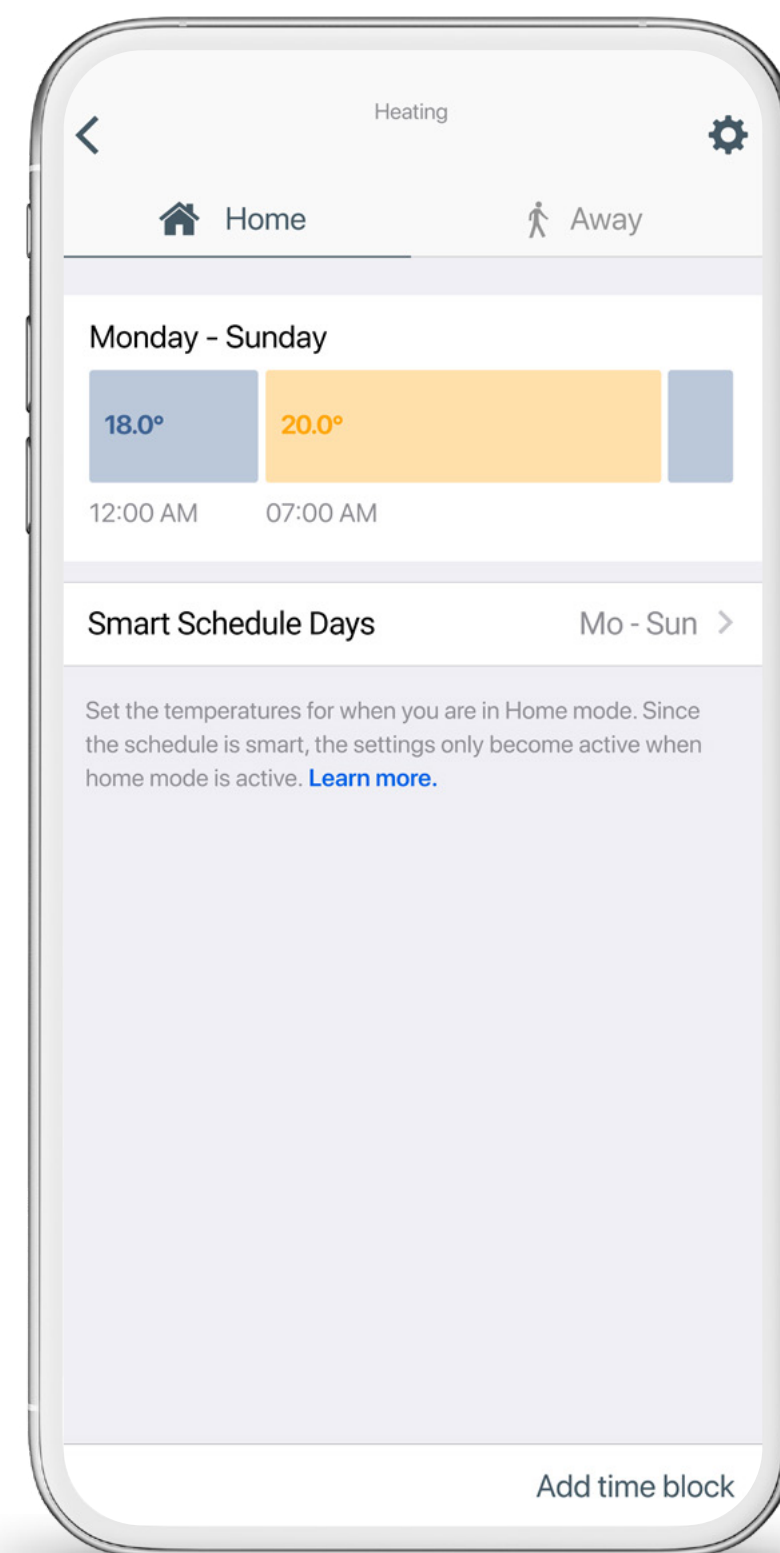 Heating
Home
Away
Monday - Sunday
18.0°
20.0°
12:00 AM
07:00 AM
Smart Schedule Days
Mo - Sun
Set the temperatures for when you are in Home mode. Since
the schedule is smart, the settings only become active when
home mode is active. Learn more.
Add time block